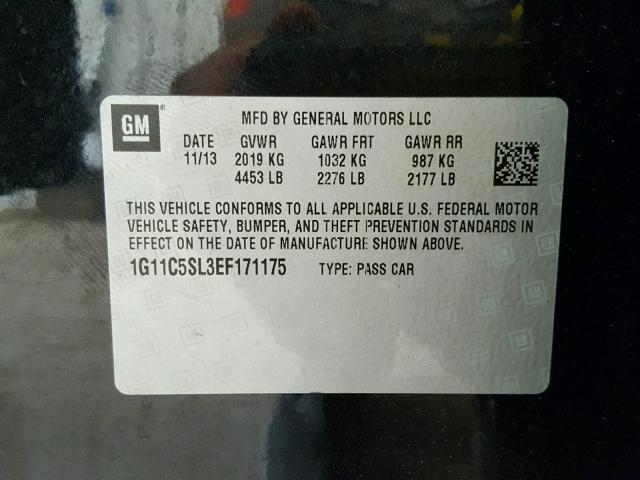 GM ®
MFD BY GENERAL MOTORS LLC
DATE GVWR GAWR FRT GAWR RR
11/13 2019 KG 1032 KG 987 KG
4453 LB 2276 LB 2177 LB
THIS VEHICLE CONFORMS TO ALL APPLICABLE U.S. FEDERAL MOTOR
VEHICLE SAFETY, BUMPER, AND THEFT PREVENTION STANDARDS IN
EFFECT ON THE DATE OF MANUFACTURE SHOWN ABOVE.
1G11C5SL3EF171175 TYPE: PASS CAR